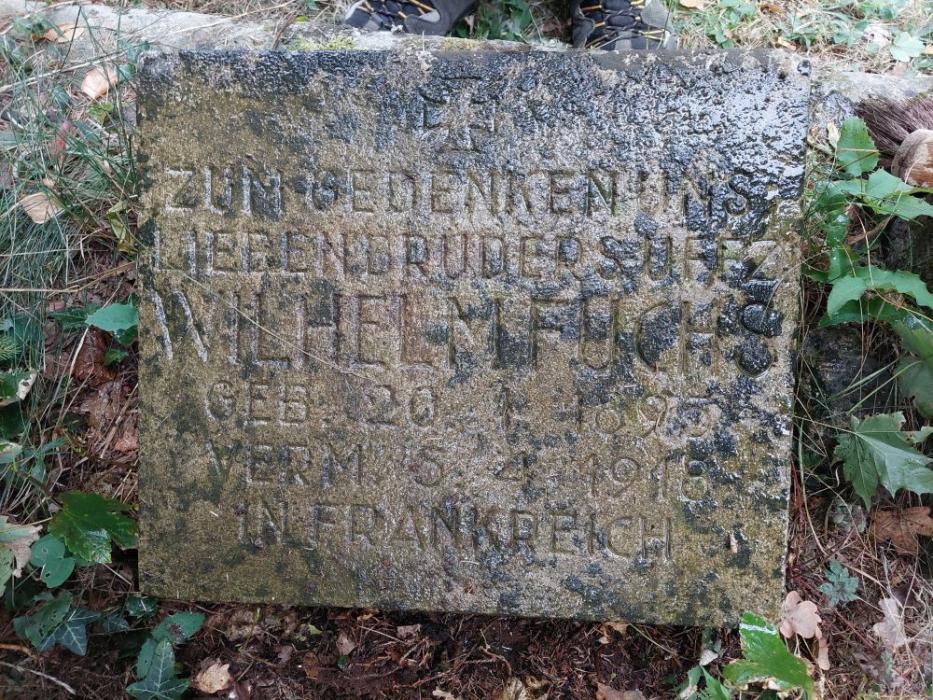 ZUM GEDENKEN UNS.
LIEBEN BRUDERS UFFZ
WILHELM FUCHS
GEB. 20. 1. 1895
VERM. 5. 4. 1918
IN FRANKREICH